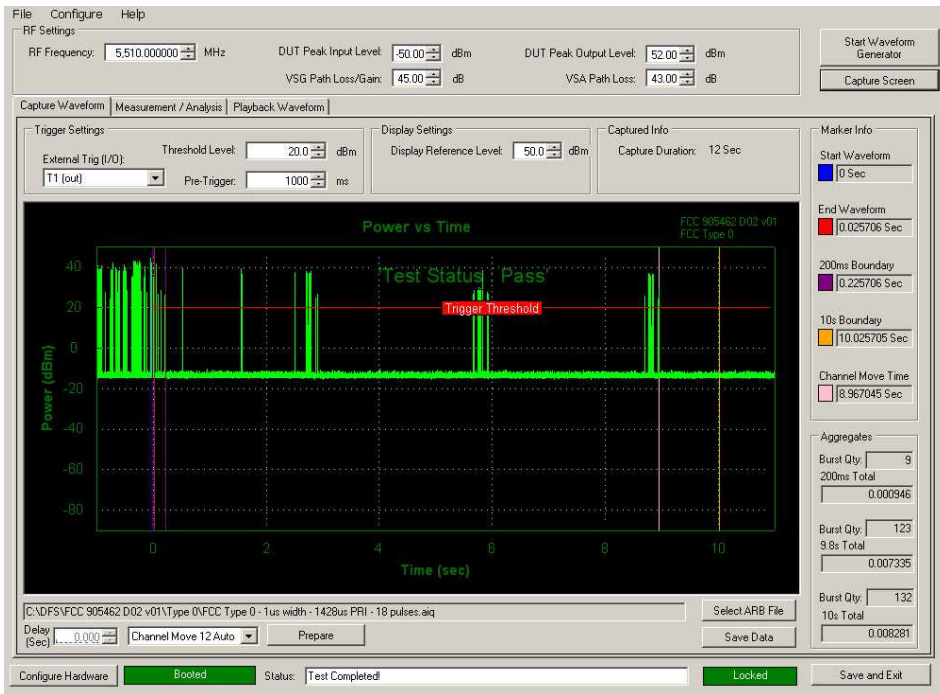 File Configure Help
RF Settings
RF Frequency: 5,510.000000 MHz
DUT Peak Input Level: -50.00 dBm
DUT Peak Output Level: 52.00 dBm
VSG Path Loss/Gain: 45.00 dB
VSA Path Loss: 43.00 dB
Start Waveform
Generator
Capture Screen
Capture Waveform Measurement / Analysis Playback Waveform
Trigger Settings
External Trig (I/O):
T1 (out)
Threshold Level: 20.0 dBm
Pre-Trigger: 1000 ms
Display Settings
Display Reference Level: 50.0 dBm
Captured Info
Capture Duration: 12 Sec
Marker Info
Start Waveform
0 Sec
End Waveform
0.025706 Sec
200ms Boundary
0.225706 Sec
10s Boundary
10.025705 Sec
Channel Move Time
8.967045 Sec
Power vs Time
FCC 905462 D02 v01
FCC Type 0
'Test Status : Pass'
Trigger Threshold
Power (dBm)
40
20
0
-20
-40
-60
-80
0 2 4 6 8 10
Time (sec)
Aggregates
Burst Qty: 9
200ms Total
0.000946
Burst Qty: 123
9.8s Total
0.007335
Burst Qty: 132
10s Total
0.008281
C:\DFS\FCC 905462 D02 v01\Type 0\FCC Type 0 - 1us width - 1428us PRI - 18 pulses.aiq
Select ARB File
Delay
(Sec) 0.000
Channel Move 12 Auto
Prepare
Save Data
Configure Hardware
Booted
Status: Test Completed!
Locked
Save and Exit